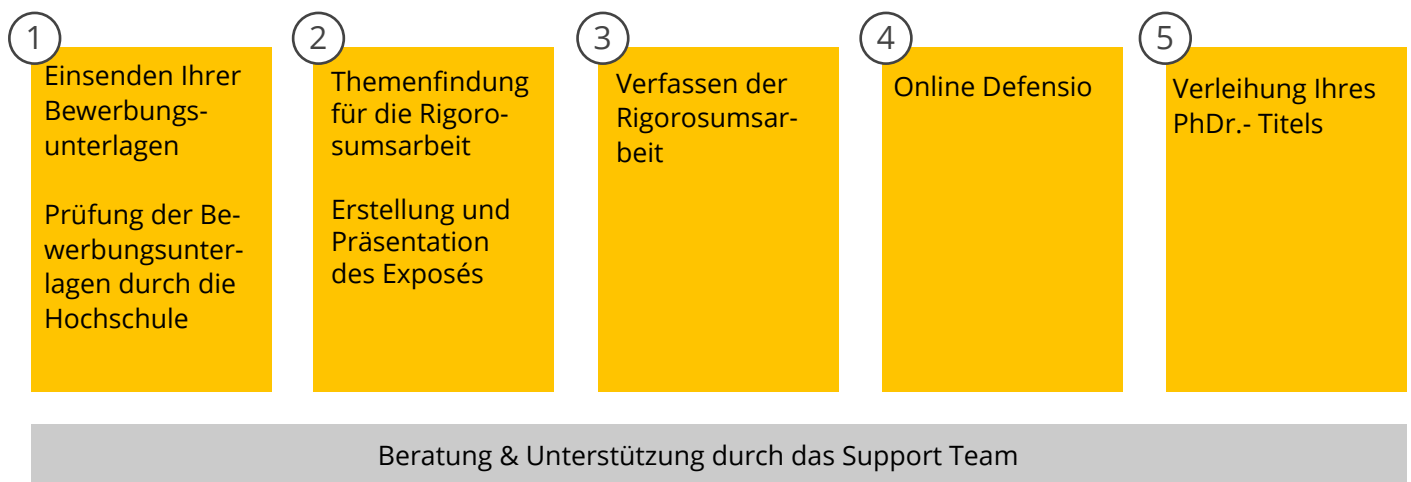 1
Einsenden Ihrer
Bewerbungs-
unterlagen
Prüfung der Be-
werbungsunter-
lagen durch die
Hochschule
2
Themenfindung
für die Rigoro-
sumsarbeit
Erstellung und
Präsentation
des Exposés
3
Verfassen der
Rigorosumsar-
beit
4
Online Defensio
5
Verleihung Ihres
PhDr.- Titels
Beratung & Unterstützung durch das Support Team